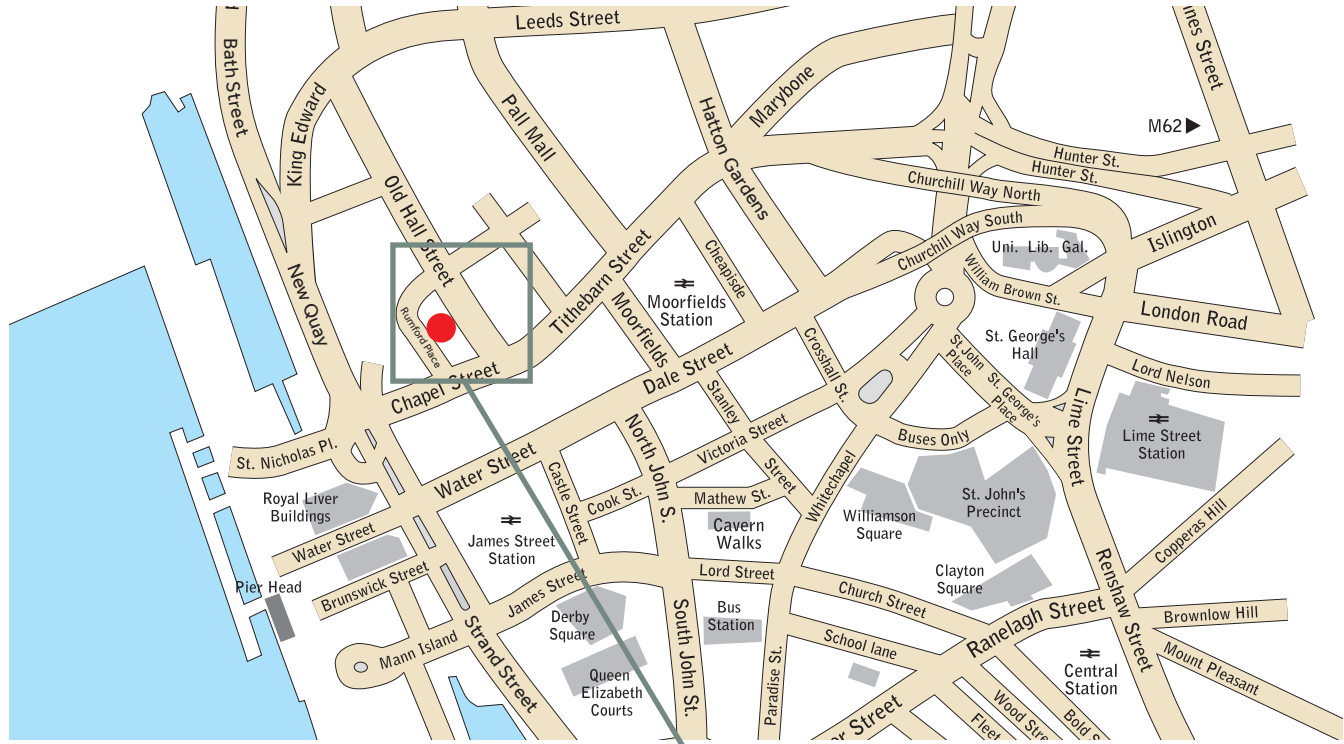 Leeds Street
Bath Street
King Edward
Pall Mall
Hatton Gardens
Marybone
M62
Hunter St.
Hunter St.
Churchill Way North
Churchill Way South
Islington
Old Hall Street
Cheapisde
Uni. Lib. Gal.
William Brown St.
London Road
New Quay
Rumford Place
Tithebarn Street
Moorfields
Moorfields
Station
Crosshall St.
St. George's
Hall
St John
Place
St. George's
Place
Lord Nelson
Chapel Street
Dale Street
Stanley
Street
Lime Street
Lime Street
Station
St. Nicholas Pl.
Water Street
North John S.
Victoria Street
Buses Only
Whitechapel
Castle Street
Cook St.
Mathew St.
Royal Liver
Buildings
Water Street
James Street
Station
Cavern
Walks
Williamson
Square
St. John's
Precinct
Copperas Hill
Pier Head
Brunswick Street
James Street
Lord Street
Church Street
Clayton
Square
Renshaw Street
Ranelagh Street
Brownlow Hill
Derby
Square
Bus
Station
South John St.
School lane
Mann Island
Strand Street
Queen
Elizabeth
Courts
Paradise St.
Central
Station
Mount Pleasant
Fleet